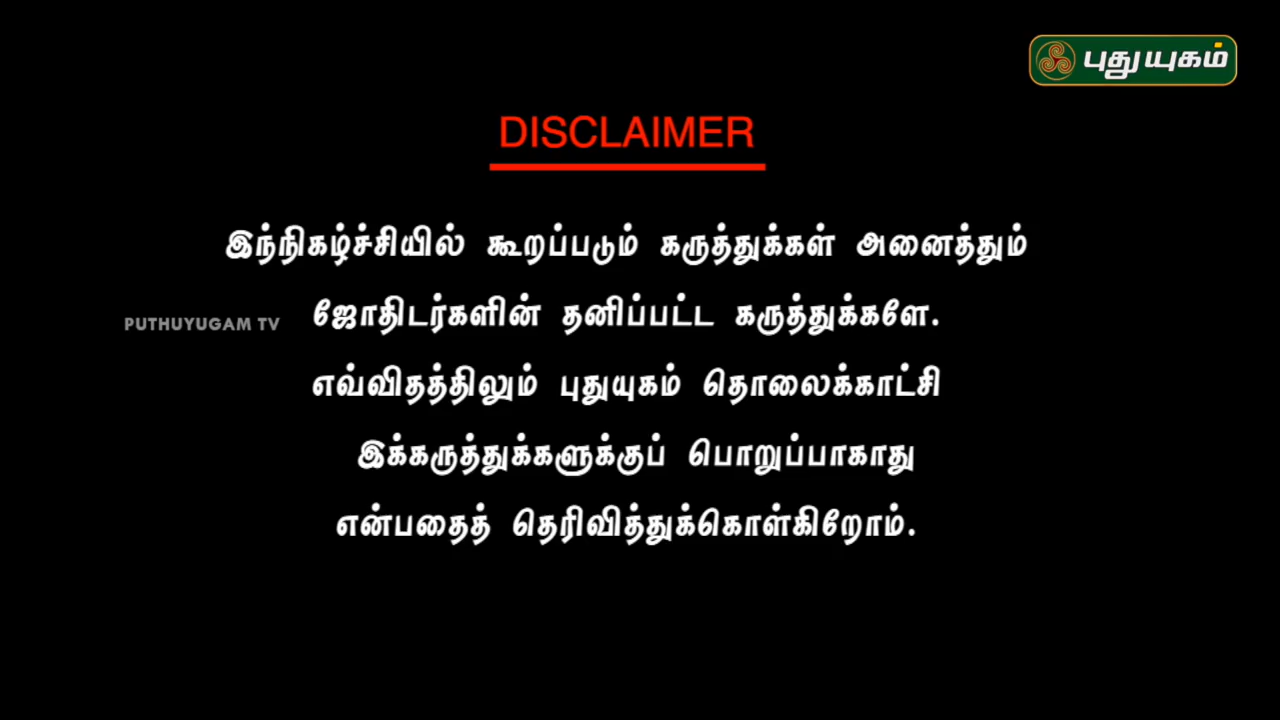 புதுயுகம்
DISCLAIMER
இந்நிகழ்ச்சியில் கூறப்படும் கருத்துக்கள் அனைத்தும்
PUTHUYUGAM TV ஜோதிடர்களின் தனிப்பட்ட கருத்துக்களே.
எவ்விதத்திலும் புதுயுகம் தொலைக்காட்சி
இக்கருத்துக்களுக்குப் பொறுப்பாகாது
என்பதைத் தெரிவித்துக்கொள்கிறோம்.